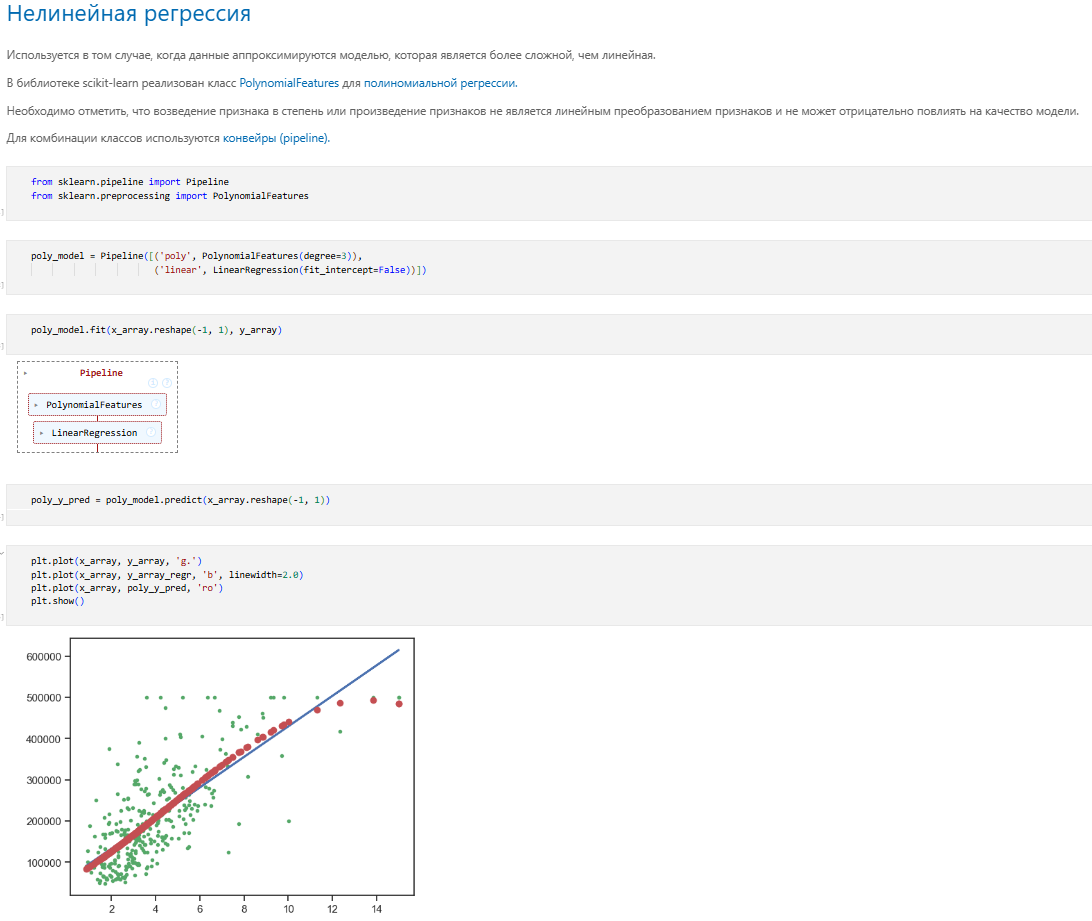 Нелинейная регрессия
Используется в том случае, когда данные аппроксимируются моделью, которая является более сложной, чем линейная.
В библиотеке scikit-learn реализован класс PolynomialFeatures для полиномиальной регрессии.
Необходимо отметить, что возведение признака в степень или произведение признаков не является линейным преобразованием признаков и не может отрицательно повлиять на качество модели.
Для комбинации классов используются конвейры (pipeline).
from sklearn.pipeline import Pipeline
from sklearn.preprocessing import PolynomialFeatures
poly_model = Pipeline([('poly', PolynomialFeatures(degree=3)),
('linear', LinearRegression(fit_intercept=False))])
poly_model.fit(x_array.reshape(-1, 1), y_array)
Pipeline
PolynomialFeatures
LinearRegression
poly_y_pred = poly_model.predict(x_array.reshape(-1, 1))
plt.plot(x_array, y_array, 'g.')
plt.plot(x_array, y_array_regr, 'b', linewidth=2.0)
plt.plot(x_array, poly_y_pred, 'ro')
plt.show()
600000
500000
400000
300000
200000
100000
2 4 6 8 10 12 14